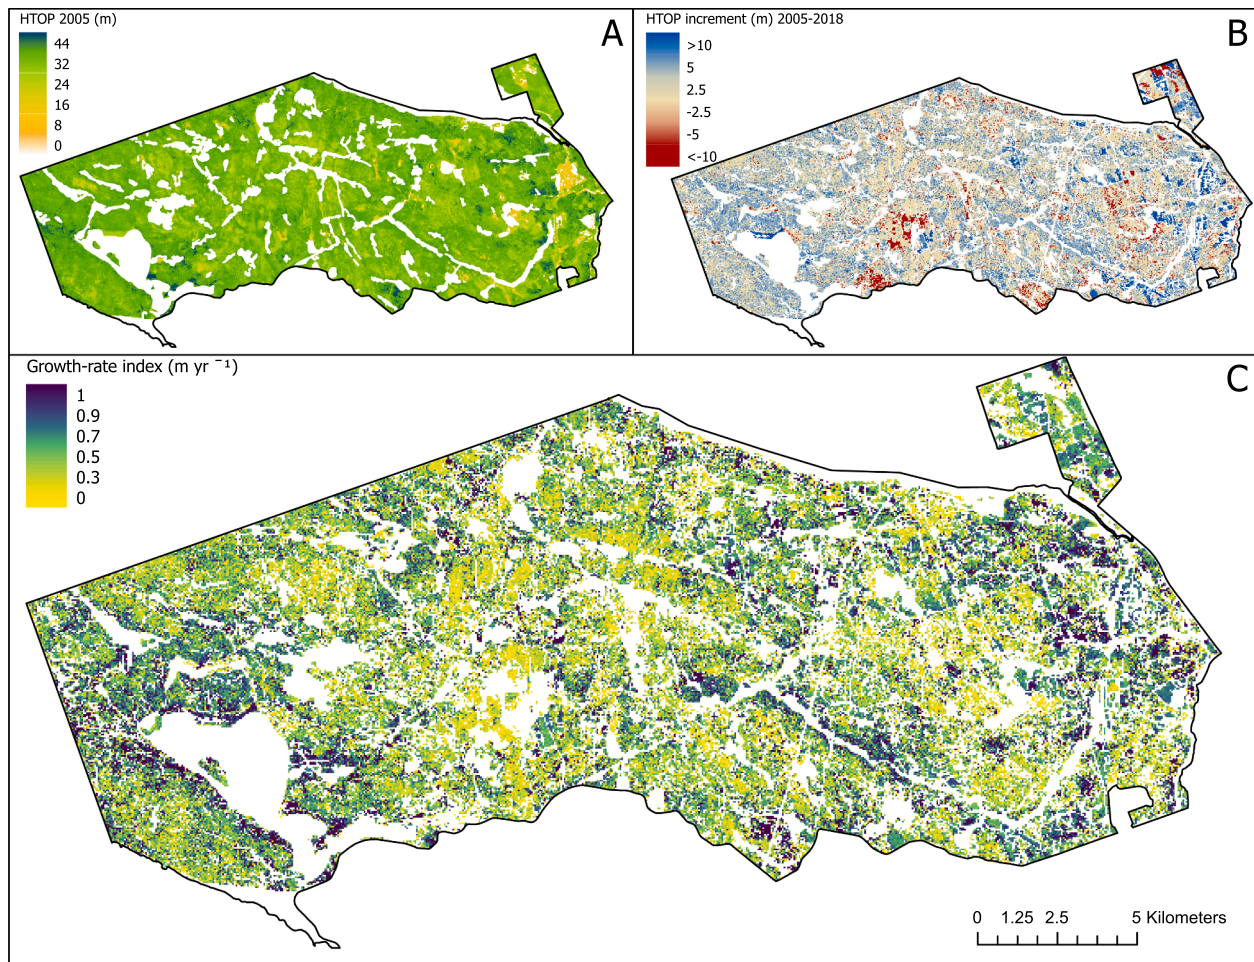 HTOP 2005 (m)
A
44
32
24
16
8
0
HTOP increment (m) 2005-2018
B
>10
5
2.5
-2.5
-5
<-10
Growth-rate index (m yr ⁻¹)
C
1
0.9
0.7
0.5
0.3
0
0 1.25 2.5 5 Kilometers